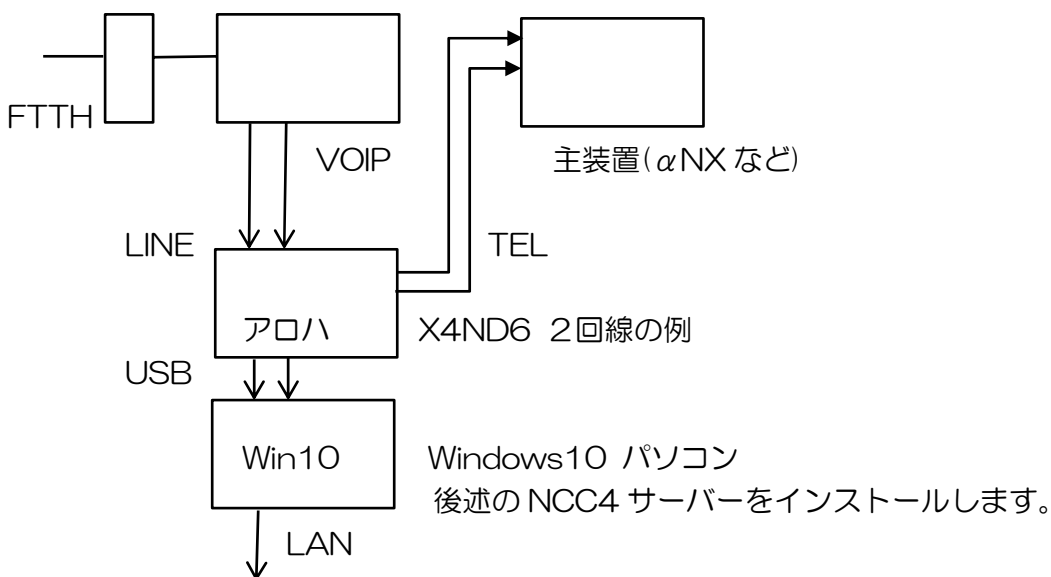 FTTH
VOIP
主装置(αNX など)
LINE
TEL
アロハ
X4ND6 2回線の例
USB
Win10
Windows10 パソコン
後述の NCC4 サーバーをインストールします。
LAN